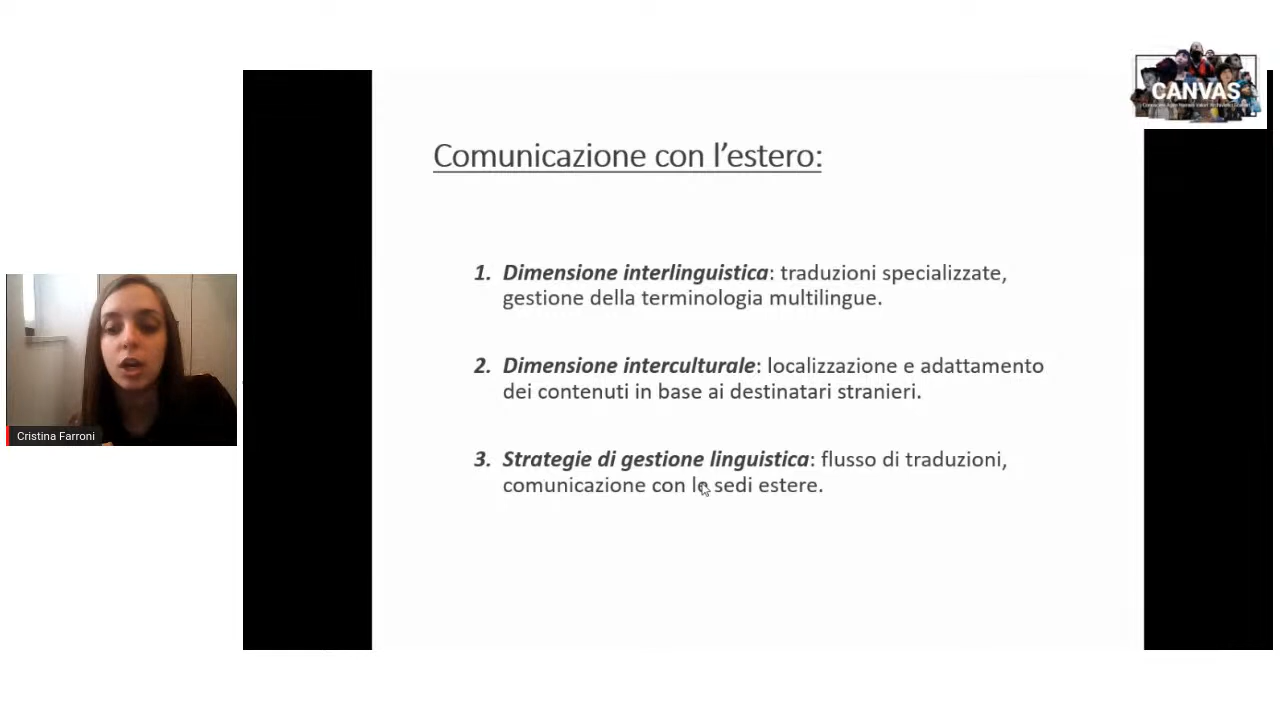 CANVAS
Comunicazione con l’estero:
1. Dimensione interlinguistica: traduzioni specializzate,
gestione della terminologia multilingue.
2. Dimensione interculturale: localizzazione e adattamento
dei contenuti in base ai destinatari stranieri.
3. Strategie di gestione linguistica: flusso di traduzioni,
comunicazione con le sedi estere.
Cristina Farroni